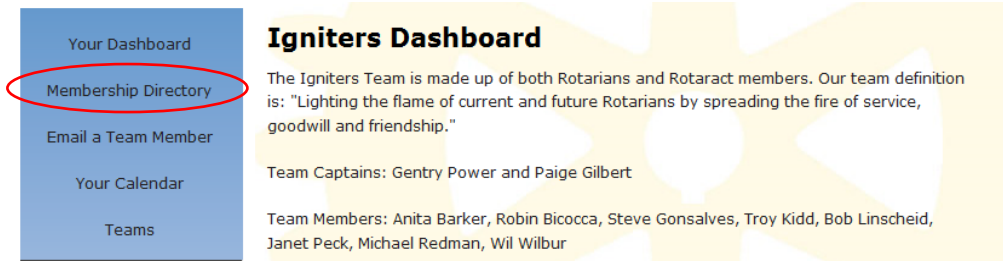 Your Dashboard
Membership Directory
Email a Team Member
Your Calendar
Teams
Igniters Dashboard
The Igniters Team is made up of both Rotarians and Rotaract members. Our team definition
is: "Lighting the flame of current and future Rotarians by spreading the fire of service,
goodwill and friendship."
Team Captains: Gentry Power and Paige Gilbert
Team Members: Anita Barker, Robin Bicocca, Steve Gonsalves, Troy Kidd, Bob Linscheid,
Janet Peck, Michael Redman, Wil Wilbur